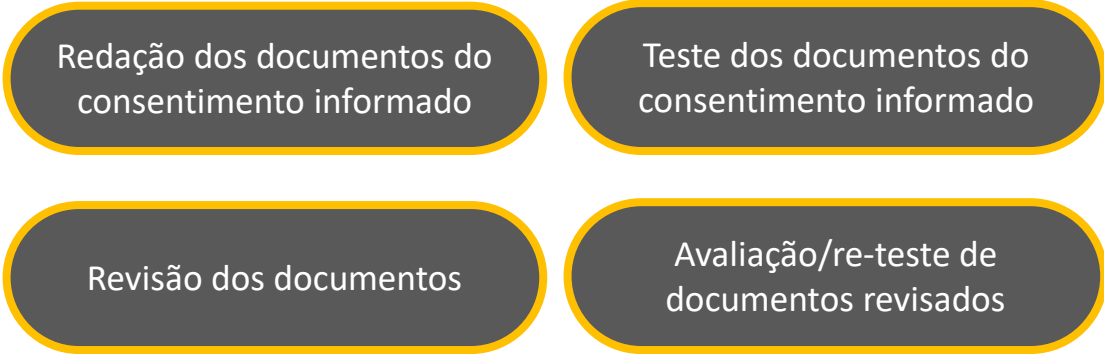 Redação dos documentos do
consentimento informado
Teste dos documentos do
consentimento informado
Revisão dos documentos
Avaliação/re-teste de
documentos revisados